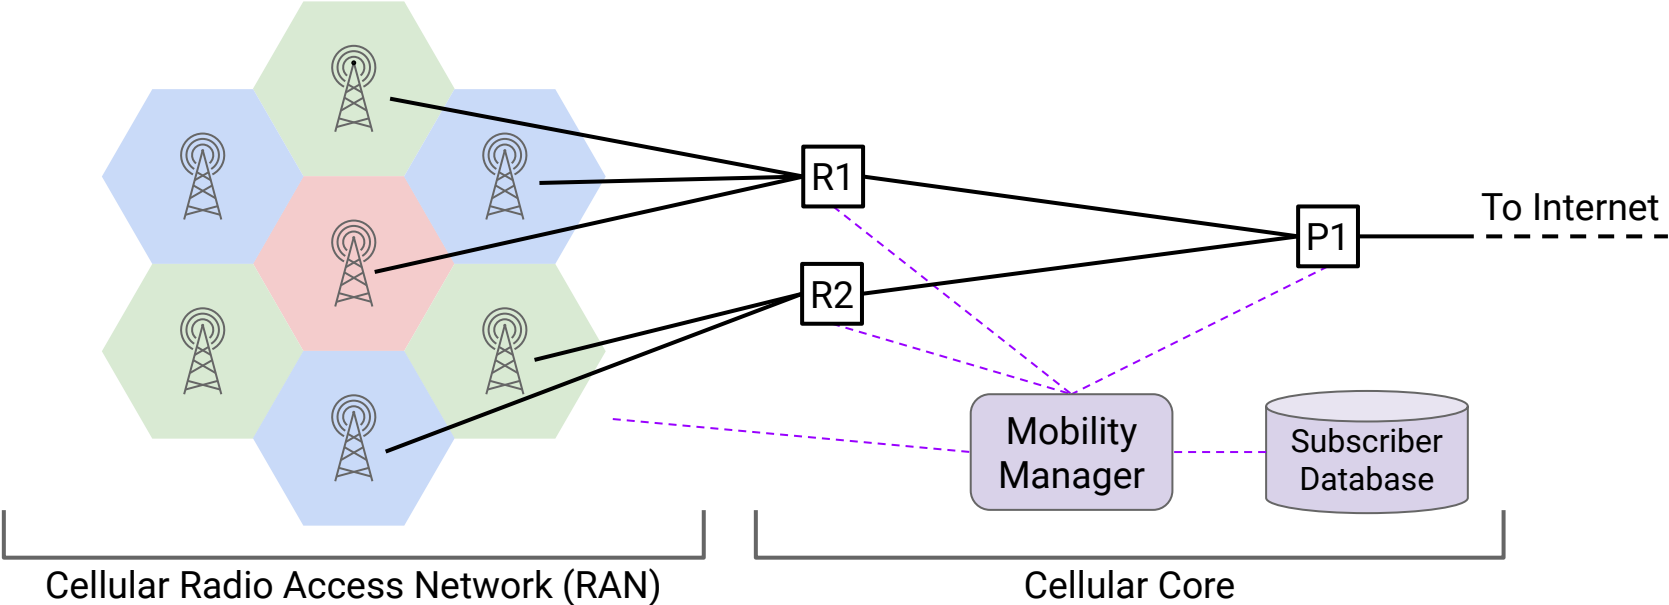 R1
To Internet
P1
R2
Mobility
Manager
Subscriber
Database
Cellular Radio Access Network (RAN)
Cellular Core